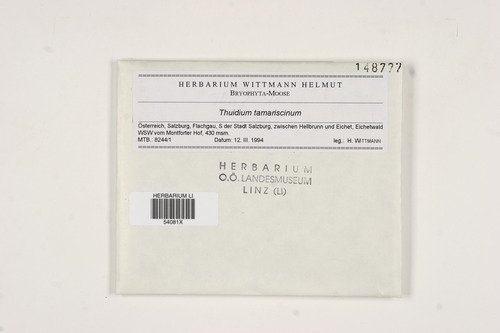 148777
HERBARIUM WITTMANN HELMUT
BRYOPHYTA-MOOSE
Thuidium tamariscinum
Österreich, Salzburg, Flachgau, S der Stadt Salzburg, zwischen Hellbrunn und Eichet, Eichetwald
WSW vom Montforter Hof, 430 msm.
MTB.: 8244/1 Datum: 12. III. 1994 leg.: H. WITTMANN
HERBARIUM
O.Ö. LANDESMUSEUM
LINZ (LI)
HERBARIUM LI
54081X